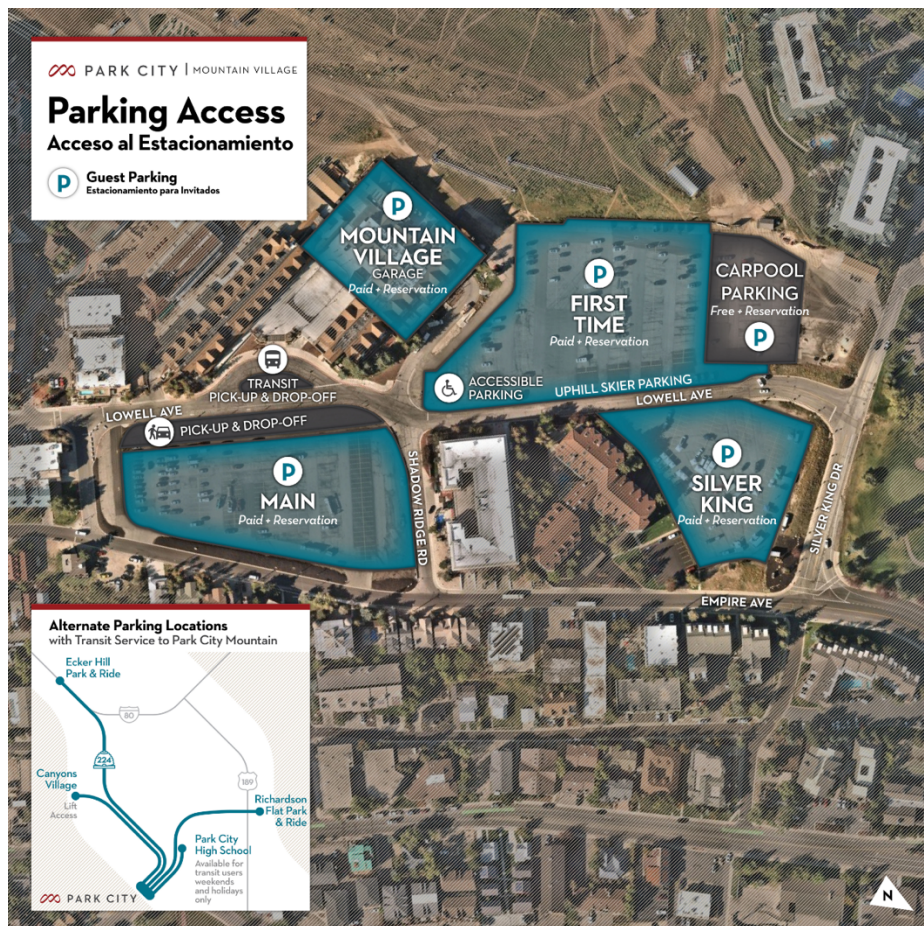 PARK CITY | MOUNTAIN VILLAGE
Parking Access
Acceso al Estacionamiento
P
Guest Parking
Estacionamiento para Invitados
P
MOUNTAIN
VILLAGE
GARAGE
Paid + Reservation
P
FIRST
TIME
Paid + Reservation
CARPOOL
PARKING
Free + Reservation
P
TRANSIT
PICK-UP & DROP-OFF
ACCESSIBLE
PARKING
UPHILL SKIER PARKING
LOWELL AVE
LOWELL AVE
PICK-UP & DROP-OFF
P
MAIN
Paid + Reservation
SHADOW RIDGE RD
P
SILVER
KING
Paid + Reservation
SILVER KING DR
EMPIRE AVE
Alternate Parking Locations
with Transit Service to Park City Mountain
Ecker Hill
Park & Ride
80
224
189
Canyons
Village
Lift
Access
Richardson
Flat Park
& Ride
Park City
High School
Available for
transit users
weekends
and holidays
only
PARK CITY
N